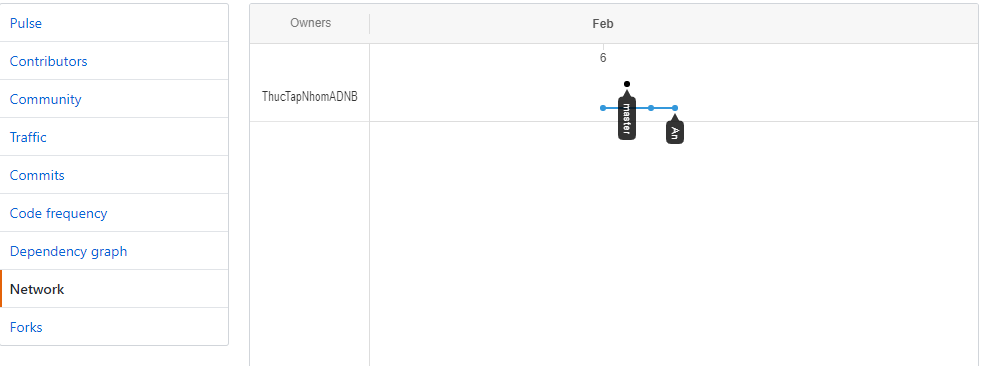 Pulse
Contributors
Community
Traffic
Commits
Code frequency
Dependency graph
Network
Forks
Owners
Feb
6
ThucTapNhomADNB
master
An